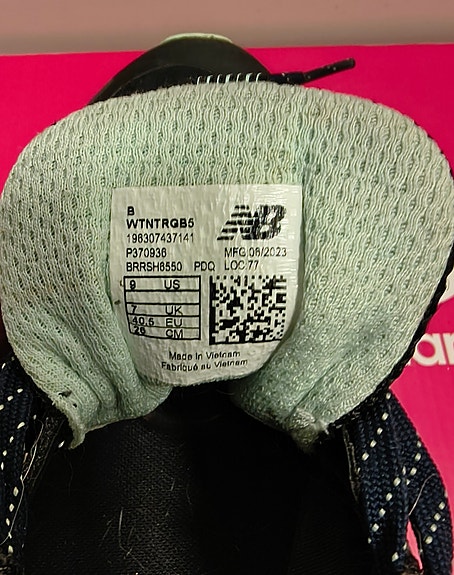 B
WTNTRGB5
196307437141
P370936 MFG 06/2023
BRRSH6550 PDQ LOC 77
9 US
7 UK
40.5 EU
26 CM
Made in Vietnam
Fabriqué au Vietnam